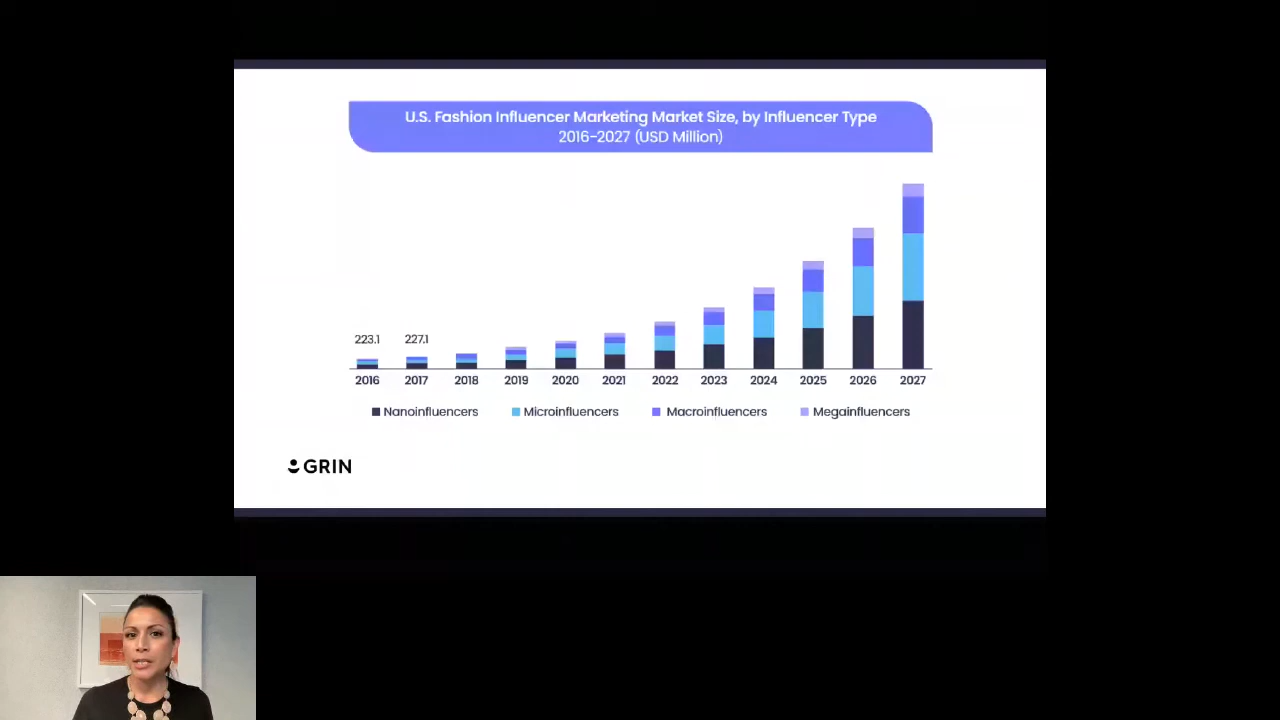 U.S. Fashion Influencer Marketing Market Size, by Influencer Type
2016-2027 (USD Million)
223.1 227.1
2016 2017 2018 2019 2020 2021 2022 2023 2024 2025 2026 2027
Nanoinfluencers Microinfluencers Macroinfluencers Megainfluencers
GRIN